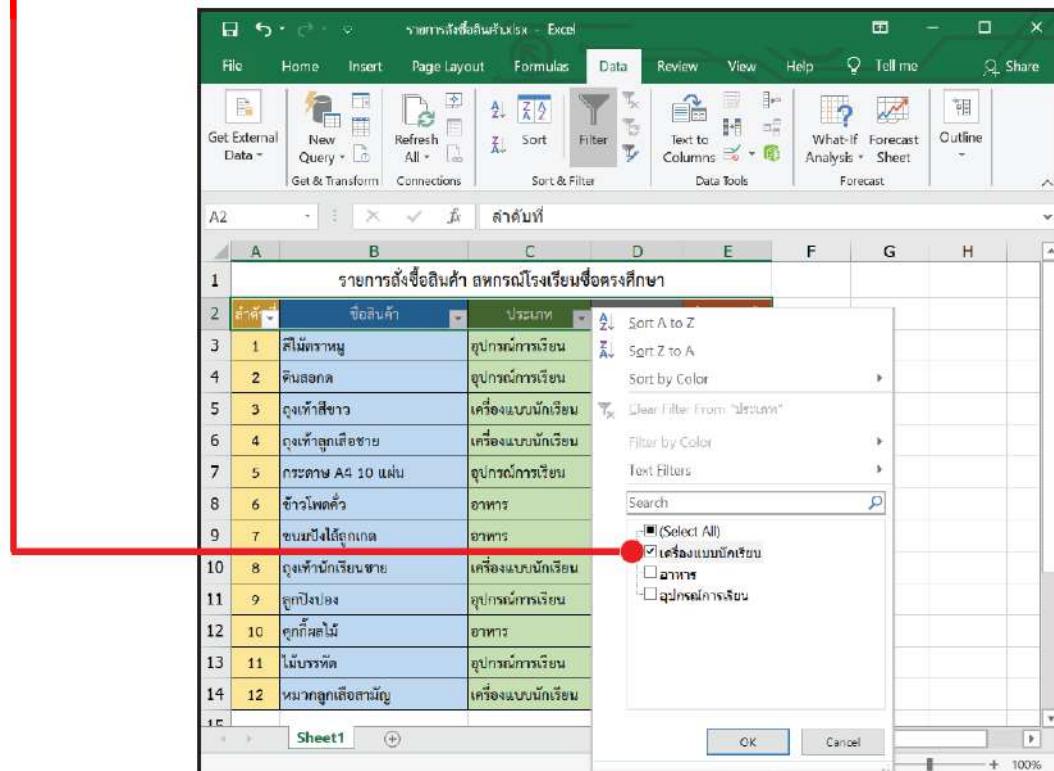 รายการสั่งซื้อสินค้า.xlsx - Excel
File Home Insert Page Layout Formulas Data Review View Help Tell me Share
Get External Data
New Query
Refresh All
Sort
Filter
Text to Columns
What-If Analysis
Forecast Sheet
Outline
Get & Transform Connections Sort & Filter Data Tools Forecast
A2 fx ลำดับที่
A B C D E F G H
1 รายการสั่งซื้อสินค้า สหกรณ์โรงเรียนซื่อตรงศึกษา
2 ลำดับที่ ชื่อสินค้า ประเภท
3 1 สีไม้ตราหมู อุปกรณ์การเรียน
4 2 ดินสอกด อุปกรณ์การเรียน
5 3 ถุงเท้าสีขาว เครื่องแบบนักเรียน
6 4 ถุงเท้าลูกเสือชาย เครื่องแบบนักเรียน
7 5 กระดาษ A4 10 แผ่น อุปกรณ์การเรียน
8 6 ข้าวโพดคั่ว อาหาร
9 7 ขนมปังไส้ลูกเกด อาหาร
10 8 ถุงเท้านักเรียนชาย เครื่องแบบนักเรียน
11 9 ลูกปิงปอง อุปกรณ์การเรียน
12 10 คุกกี้ผลไม้ อาหาร
13 11 ไม้บรรทัด อุปกรณ์การเรียน
14 12 หมวกลูกเสือสามัญ เครื่องแบบนักเรียน
15
Sort A to Z
Sort Z to A
Sort by Color
Clear Filter From "ประเภท"
Filter by Color
Text Filters
Search
(Select All)
เครื่องแบบนักเรียน
อาหาร
อุปกรณ์การเรียน
OK Cancel
Sheet1
100%